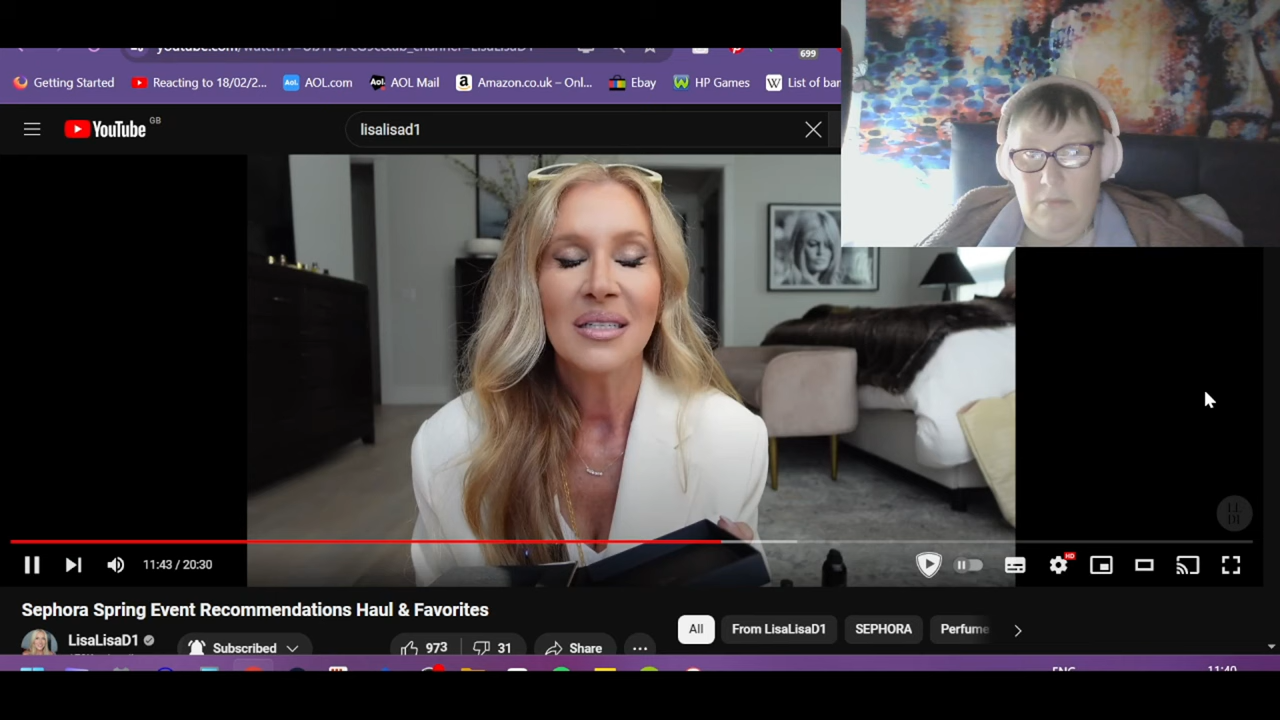 699
Getting Started
Reacting to 18/02/2...
AOL.com
AOL Mail
Amazon.co.uk – Onl...
Ebay
HP Games
List of bar
YouTube GB
lisalisad1
11:43 / 20:30
HD
Sephora Spring Event Recommendations Haul & Favorites
LisaLisaD1
Subscribed
973
31
Share
All
From LisaLisaD1
SEPHORA
Perfume